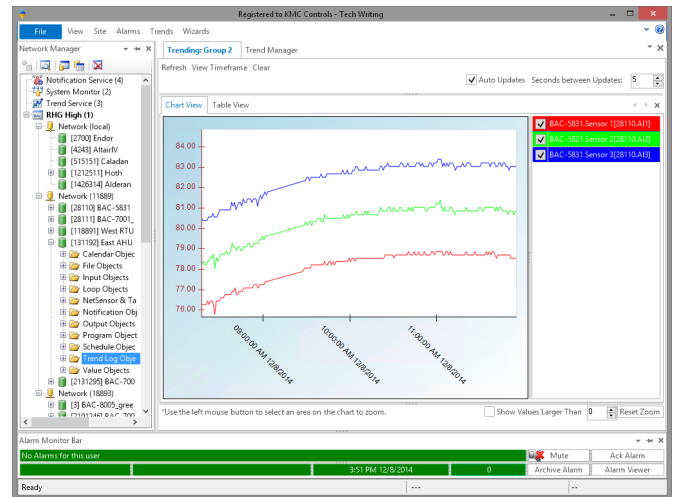 Registered to KMC Controls - Tech Writing
File View Site Alarms Trends Wizards
Network Manager
Notification Service (4)
System Monitor (2)
Trend Service (3)
RHG High (1)
Network (local)
[2700] Endor
[4243] AltairIV
[515151] Caladan
[1212511] Hoth
[1426314] Alderan
Network (11889)
[28110] BAC-5831
[28111] BAC-7001_
[118891] West RTU
[131192] East AHU
Calendar Objec
File Objects
Input Objects
Loop Objects
NetSensor & Ta
Notification Obj
Output Objects
Program Object
Schedule Objec
Trend Log Obje
Value Objects
[2131295] BAC-700
Network (18893)
[3] BAC-8005_gree
[2101246] BAC-700
Trending: Group 2 Trend Manager
Refresh View Timeframe Clear
Auto Updates Seconds between Updates: 5
Chart View Table View
84.00
83.00
82.00
81.00
80.00
79.00
78.00
77.00
76.00
09:00:00 AM 12/8/2014
10:00:00 AM 12/8/2014
11:00:00 AM 12/8/2014
BAC-5831.Sensor 1[28110.AI1]
BAC-5831.Sensor 2[28110.AI2]
BAC-5831.Sensor 3[28110.AI3]
*Use the left mouse button to select an area on the chart to zoom.
Show Values Larger Than 0 Reset Zoom
Alarm Monitor Bar
No Alarms for this user
Mute Ack Alarm
3:51 PM 12/8/2014 0 Archive Alarm Alarm Viewer
Ready --- --